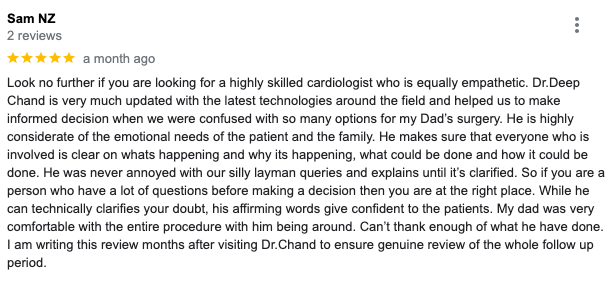 Sam NZ
2 reviews
a month ago
Look no further if you are looking for a highly skilled cardiologist who is equally empathetic. Dr.Deep
Chand is very much updated with the latest technologies around the field and helped us to make
informed decision when we were confused with so many options for my Dad's surgery. He is highly
considerate of the emotional needs of the patient and the family. He makes sure that everyone who is
involved is clear on whats happening and why its happening, what could be done and how it could be
done. He was never annoyed with our silly layman queries and explains until it's clarified. So if you are a
person who have a lot of questions before making a decision then you are at the right place. While he
can technically clarifies your doubt, his affirming words give confident to the patients. My dad was very
comfortable with the entire procedure with him being around. Can't thank enough of what he have done.
I am writing this review months after visiting Dr.Chand to ensure genuine review of the whole follow up
period.